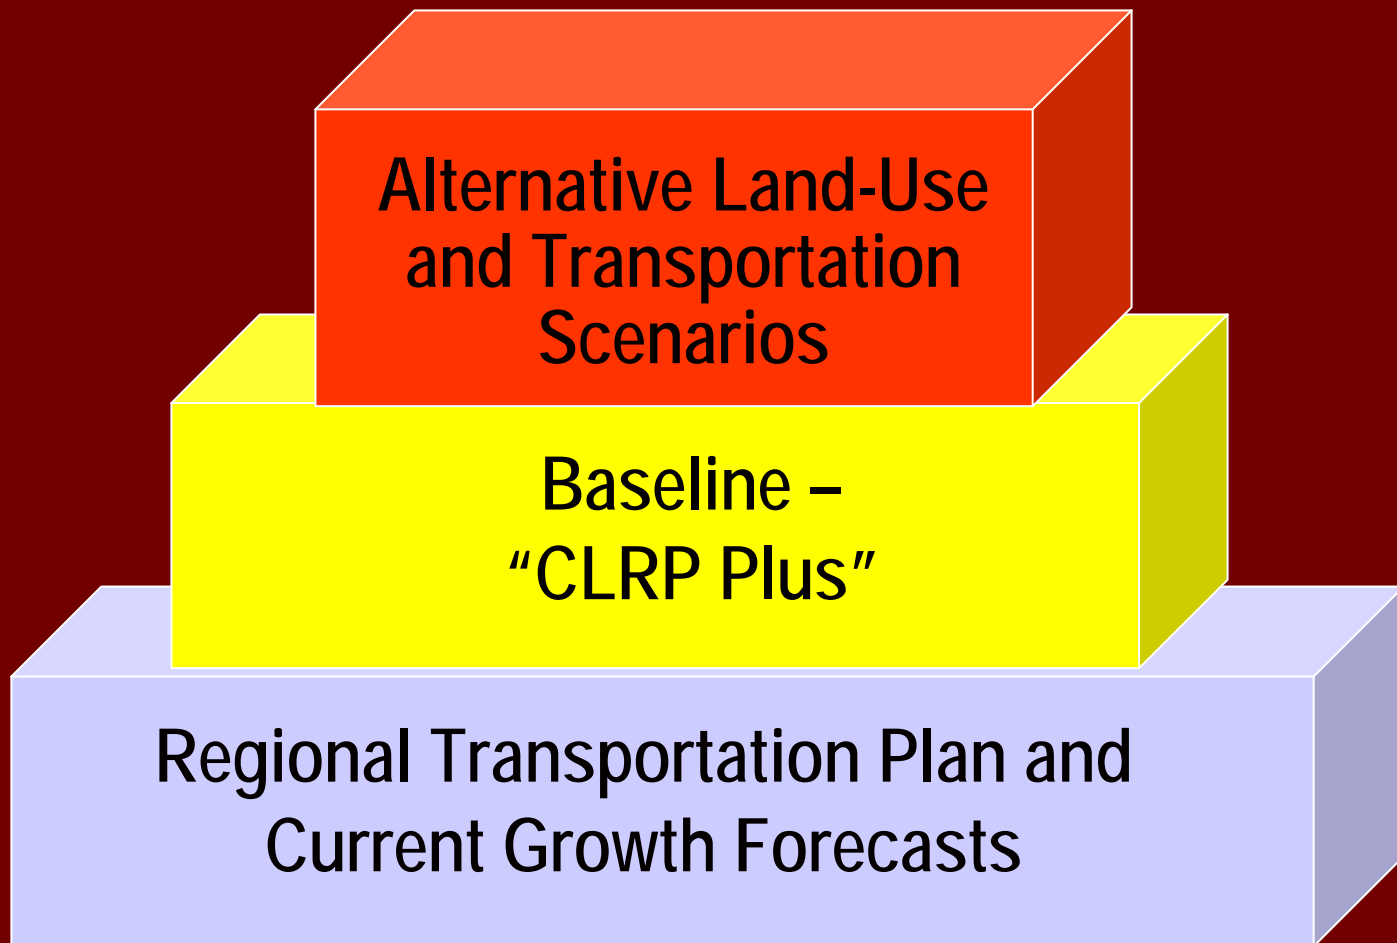 Alternative Land-Use
and Transportation
Scenarios
Baseline –
“CLRP Plus”
Regional Transportation Plan and
Current Growth Forecasts